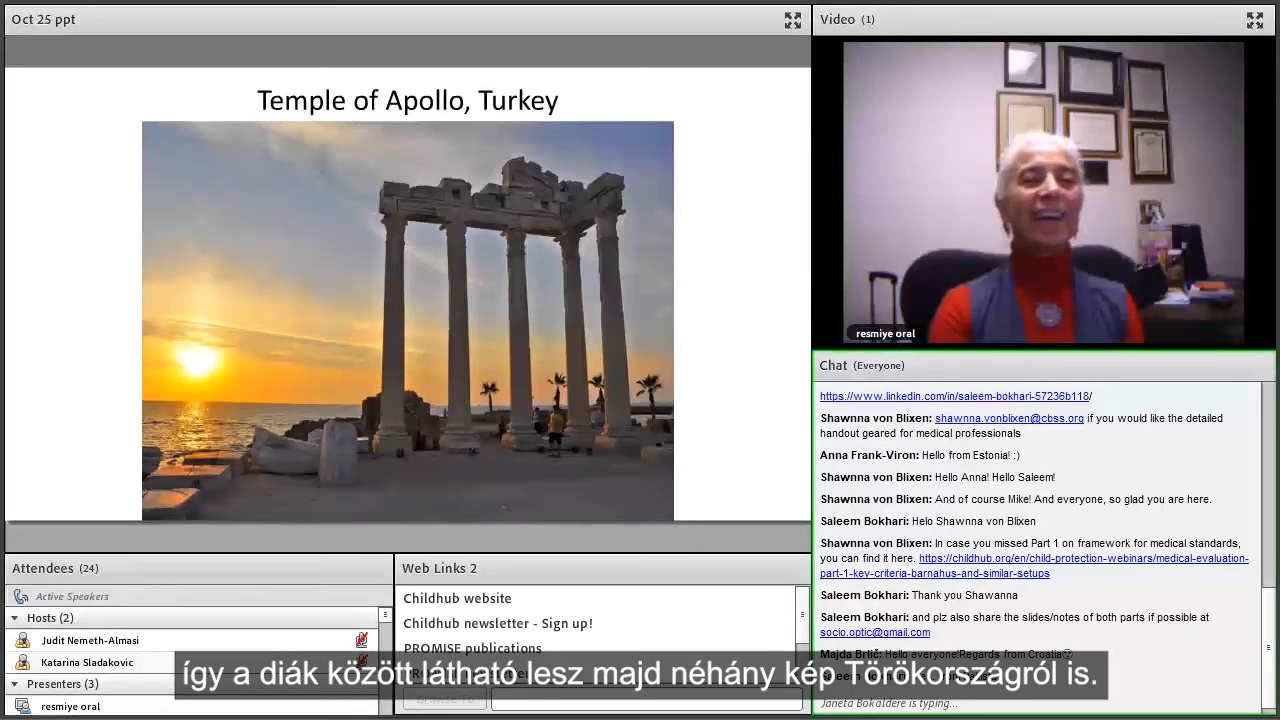 Oct 25 ppt
Temple of Apollo, Turkey
Video (1)
resmiye oral
Chat (Everyone)
https://www.linkedin.com/in/saleem-bokhari-57236b118/
Shawnna von Blixen: shawnna.vonblixen@cbss.org if you would like the detailed
handout geared for medical professionals
Anna Frank-Viron: Hello from Estonia! :)
Shawnna von Blixen: Hello Anna! Hello Saleem!
Shawnna von Blixen: And of course Mike! And everyone, so glad you are here.
Saleem Bokhari: Helo Shawnna von Blixen
Shawnna von Blixen: In case you missed Part 1 on framework for medical standards,
you can find it here. https://childhub.org/en/child-protection-webinars/medical-evaluation-
part-1-key-criteria-barnahus-and-similar-setups
Saleem Bokhari: Thank you Shawanna
Saleem Bokhari: and plz also share the slides/notes of both parts if possible at
socio.optic@gmail.com
Majda Brlič: Hello everyone!Regards from Croatia
Janeta Bokaldere is typing...
Attendees (24)
Active Speakers
Hosts (2)
Judit Nemeth-Almasi
Katarina Sladakovic
Presenters (3)
resmiye oral
Web Links 2
Childhub website
Childhub newsletter - Sign up!
PROMISE publications
Browse To
így a diák között látható lesz majd néhány kép Törökországról is.